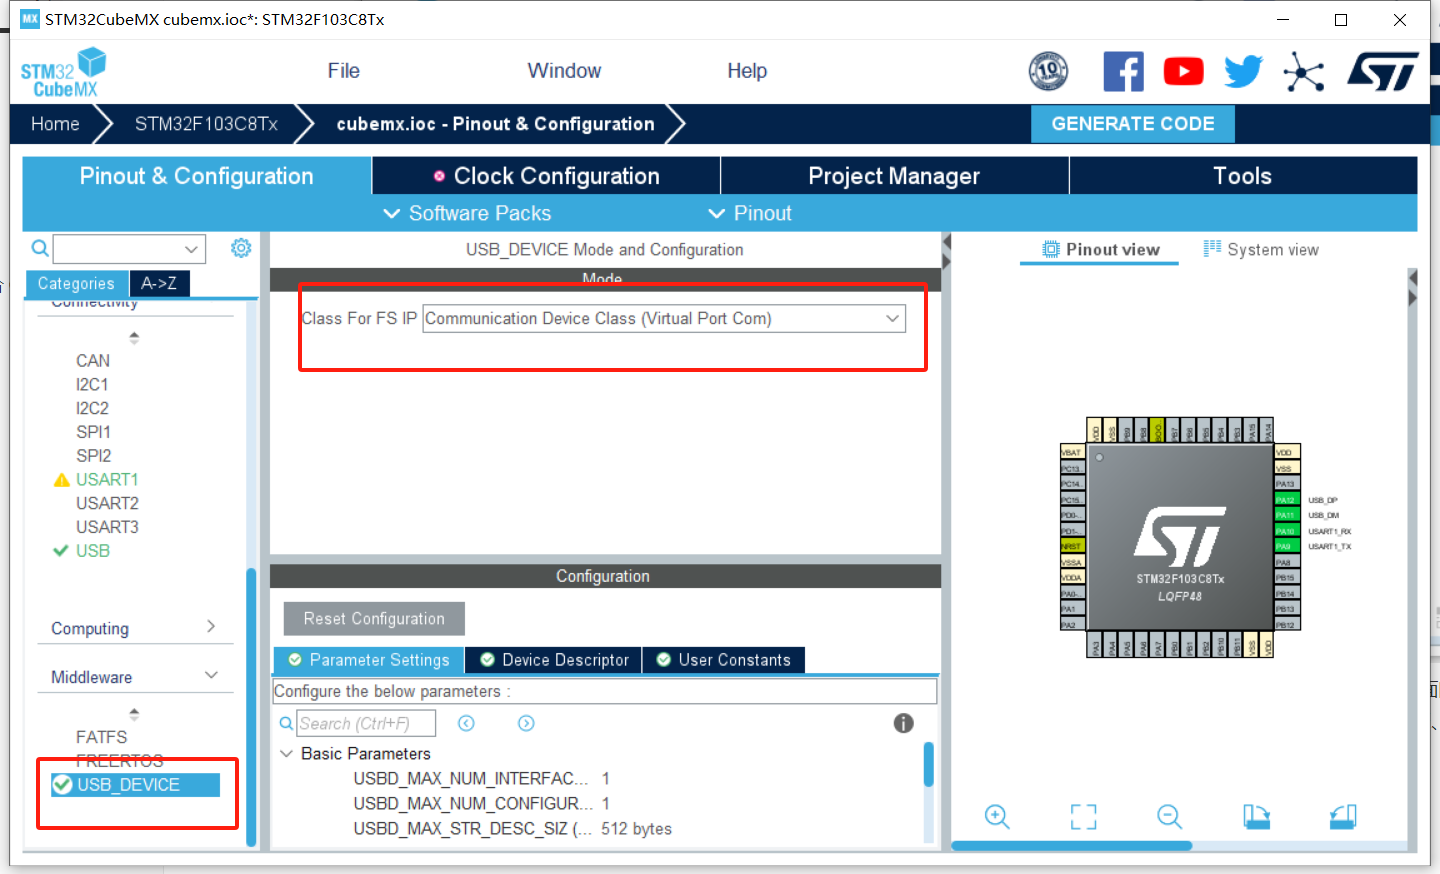 MX STM32CubeMX cubemx.ioc*: STM32F103C8Tx
STM32
CubeMX
File
Window
Help
10
ST
Home
STM32F103C8Tx
cubemx.ioc - Pinout & Configuration
GENERATE CODE
Pinout & Configuration
Clock Configuration
Project Manager
Tools
Software Packs
Pinout
Categories
A->Z
Connectivity
CAN
I2C1
I2C2
SPI1
SPI2
USART1
USART2
USART3
USB
Computing
Middleware
FATFS
FREERTOS
USB_DEVICE
USB_DEVICE Mode and Configuration
Mode
Class For FS IP Communication Device Class (Virtual Port Com)
Configuration
Reset Configuration
Parameter Settings
Device Descriptor
User Constants
Configure the below parameters :
Search (Ctrl+F)
Basic Parameters
USBD_MAX_NUM_INTERFAC... 1
USBD_MAX_NUM_CONFIGUR... 1
USBD_MAX_STR_DESC_SIZ (... 512 bytes
Pinout view
System view
VDD
VSS
PB9
PB8
BOO..
PB7
PB6
PB5
PB4
PB3
PA15
PA14
VBAT
PC13..
PC14..
PC15..
PD0-..
PD1-..
NRST
VSSA
VDDA
PA0-..
PA1
PA2
VDD
VSS
PA13
PA12 USB_DP
PA11 USB_DM
PA10 USART1_RX
PA9 USART1_TX
PA8
PB15
PB14
PB13
PB12
ST
STM32F103C8Tx
LQFP48
PA3
PA4
PA5
PA6
PA7
PB0
PB1
PB2
PB10
PB11
VSS
VDD